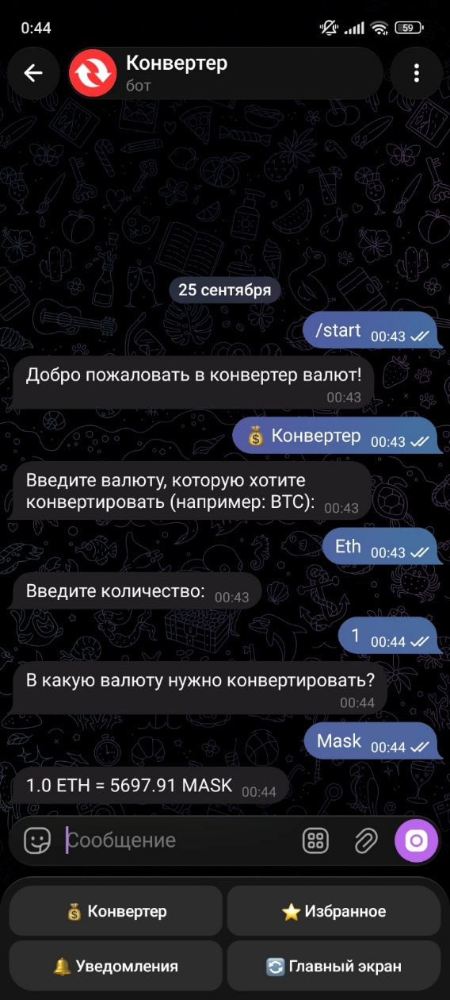 0:44
59
Конвертер
бот
25 сентября
/start 00:43
Добро пожаловать в конвертер валют!
00:43
💰 Конвертер 00:43
Введите валюту, которую хотите
конвертировать (например: BTC): 00:43
Eth 00:43
Введите количество: 00:43
1 00:44
В какую валюту нужно конвертировать?
00:44
Mask 00:44
1.0 ETH = 5697.91 MASK 00:44
Сообщение
💰 Конвертер
⭐ Избранное
🔔 Уведомления
🔄 Главный экран